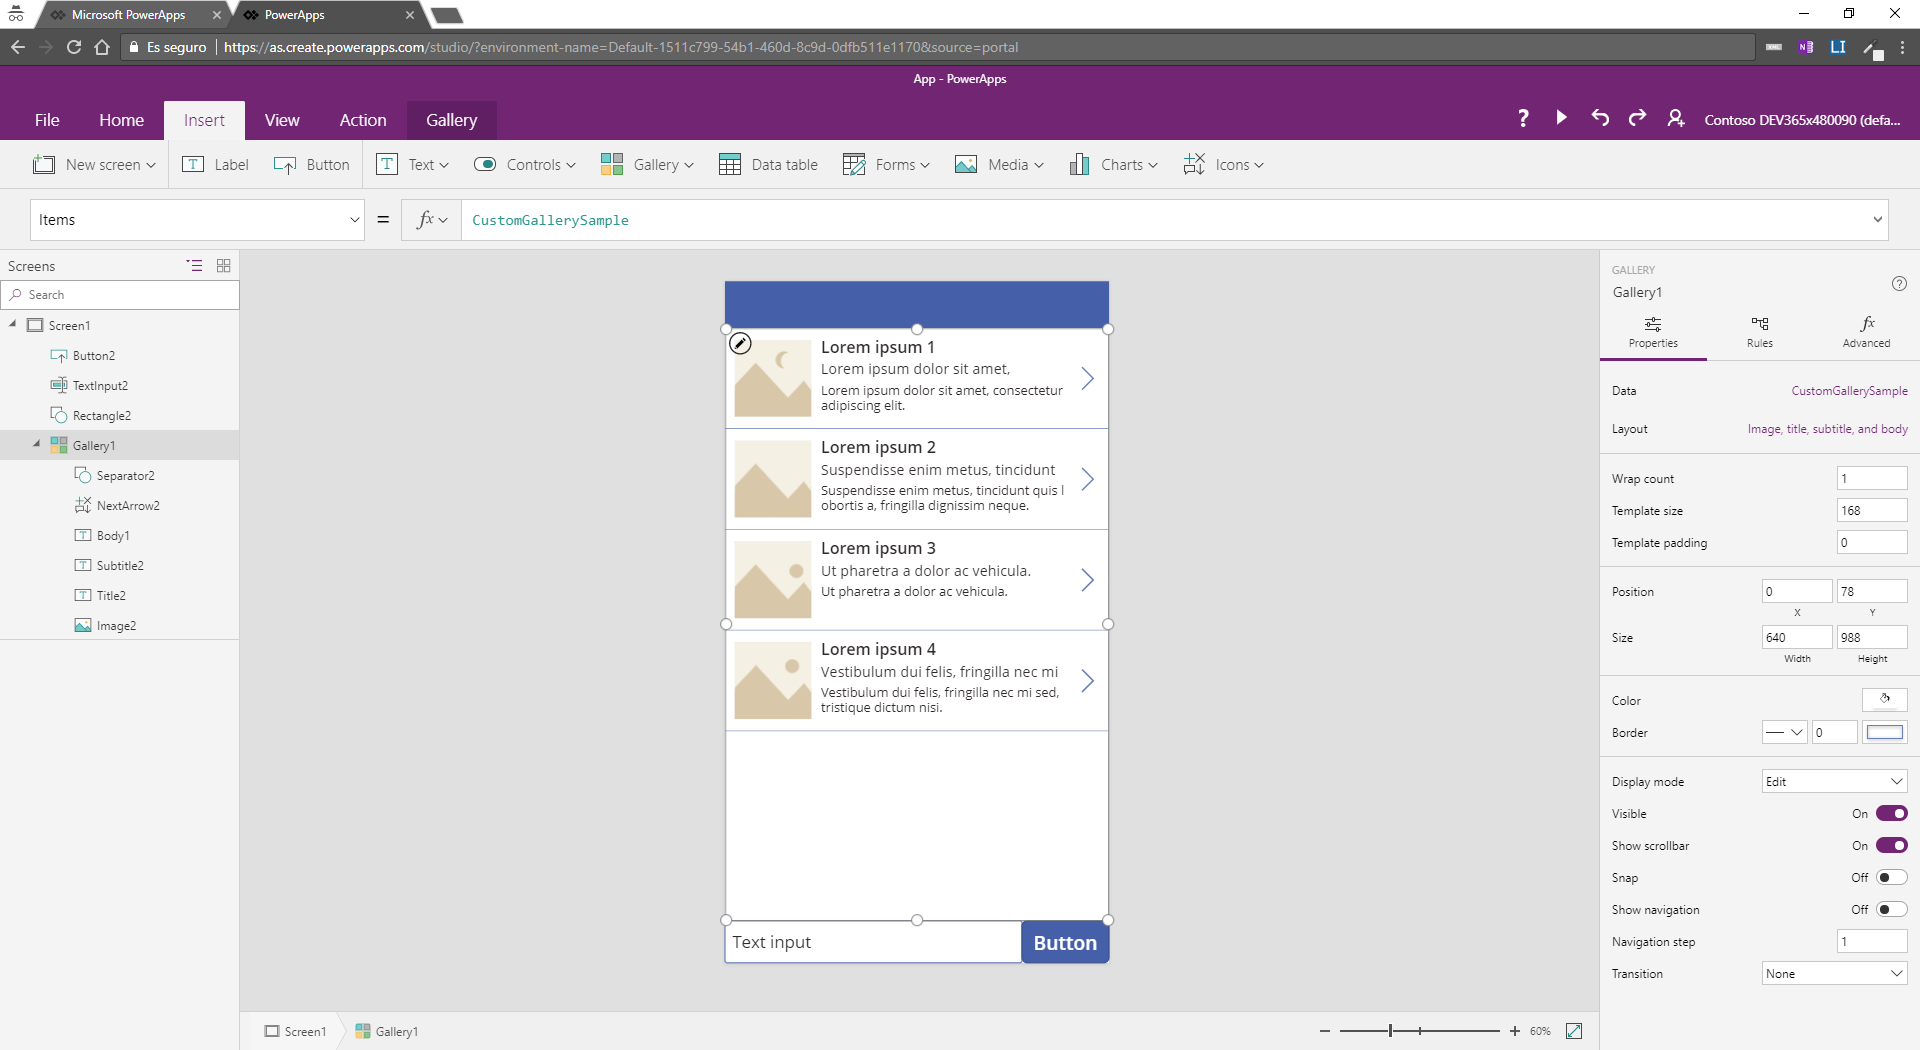 Microsoft PowerApps
PowerApps
Es seguro
https://as.create.powerapps.com/studio/?environment-name=Default-1511c799-54b1-460d-8c9d-0dfb511e1170&source=portal
App - PowerApps
File Home Insert View Action Gallery
? Contoso DEV365x480090 (defa...
New screen Label Button Text Controls Gallery Data table Forms Media Charts Icons
Items = fx CustomGallerySample
Screens
Search
Screen1
Button2
TextInput2
Rectangle2
Gallery1
Separator2
NextArrow2
Body1
Subtitle2
Title2
Image2
Lorem ipsum 1
Lorem ipsum dolor sit amet,
Lorem ipsum dolor sit amet, consectetur
adipiscing elit.
Lorem ipsum 2
Suspendisse enim metus, tincidunt
Suspendisse enim metus, tincidunt quis l
obortis a, fringilla dignissim neque.
Lorem ipsum 3
Ut pharetra a dolor ac vehicula.
Ut pharetra a dolor ac vehicula.
Lorem ipsum 4
Vestibulum dui felis, fringilla nec mi
Vestibulum dui felis, fringilla nec mi sed,
tristique dictum nisi.
Text input
Button
Screen1 Gallery1
60%
GALLERY
Gallery1
Properties Rules Advanced
Data CustomGallerySample
Layout Image, title, subtitle, and body
Wrap count 1
Template size 168
Template padding 0
Position 0 78
X Y
Size 640 988
Width Height
Color
Border 0
Display mode Edit
Visible On
Show scrollbar On
Snap Off
Show navigation Off
Navigation step 1
Transition None